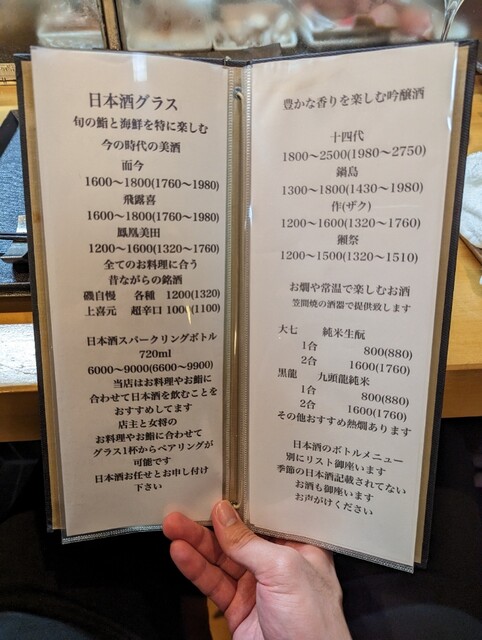 日本酒グラス
旬の鮨と海鮮を特に楽しむ
今の時代の美酒
而今
1600〜1800(1760〜1980)
飛露喜
1600〜1800(1760〜1980)
鳳凰美田
1200〜1600(1320〜1760)
全てのお料理に合う
昔ながらの銘酒
磯自慢 各種 1200(1320)
上喜元 超辛口 1000(1100)
日本酒スパークリングボトル
720ml
6000〜9000(6600〜9900)
当店はお料理やお鮨に
合わせて日本酒を飲むことを
おすすめしてます
店主と女将の
お料理やお鮨に合わせて
グラス1杯からペアリングが
可能です
日本酒お任せとお申し付け
下さい
豊かな香りを楽しむ吟醸酒
十四代
1800〜2500(1980〜2750)
鍋島
1300〜1800(1430〜1980)
作(ザク)
1200〜1600(1320〜1760)
獺祭
1200〜1500(1320〜1510)
お燗や常温で楽しむお酒
笠間焼の酒器で提供致します
大七 純米生酛
1合 800(880)
2合 1600(1760)
黒龍 九頭龍純米
1合 800(880)
2合 1600(1760)
その他おすすめ熱燗あります
日本酒のボトルメニュー
別にリスト御座います
季節の日本酒記載されてない
お酒も御座います
お声がけください